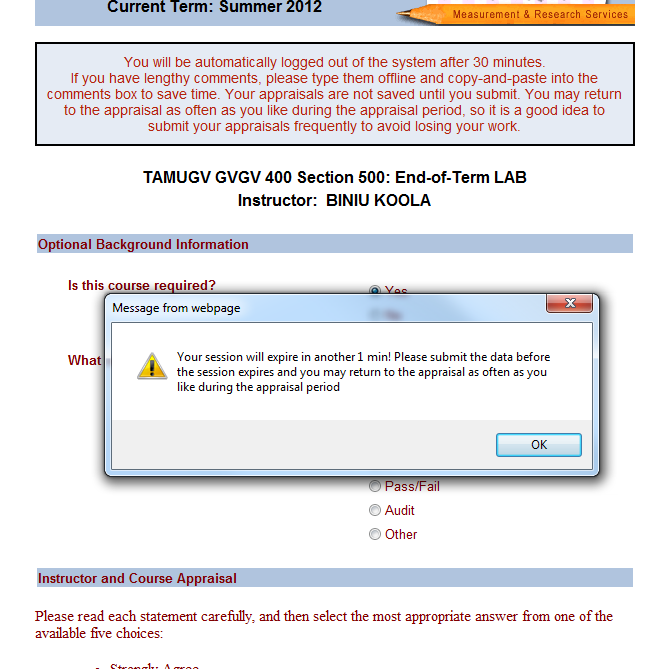 Current Term: Summer 2012
Measurement & Research Services
You will be automatically logged out of the system after 30 minutes.
If you have lengthy comments, please type them offline and copy-and-paste into the
comments box to save time. Your appraisals are not saved until you submit. You may return
to the appraisal as often as you like during the appraisal period, so it is a good idea to
submit your appraisals frequently to avoid losing your work.
TAMUGV GVGV 400 Section 500: End-of-Term LAB
Instructor: BINIU KOOLA
Optional Background Information
Is this course required?
Yes
No
Message from webpage
What
Your session will expire in another 1 min! Please submit the data before
the session expires and you may return to the appraisal as often as you
like during the appraisal period
OK
Pass/Fail
Audit
Other
Instructor and Course Appraisal
Please read each statement carefully, and then select the most appropriate answer from one of the
available five choices:
Strongly Agree